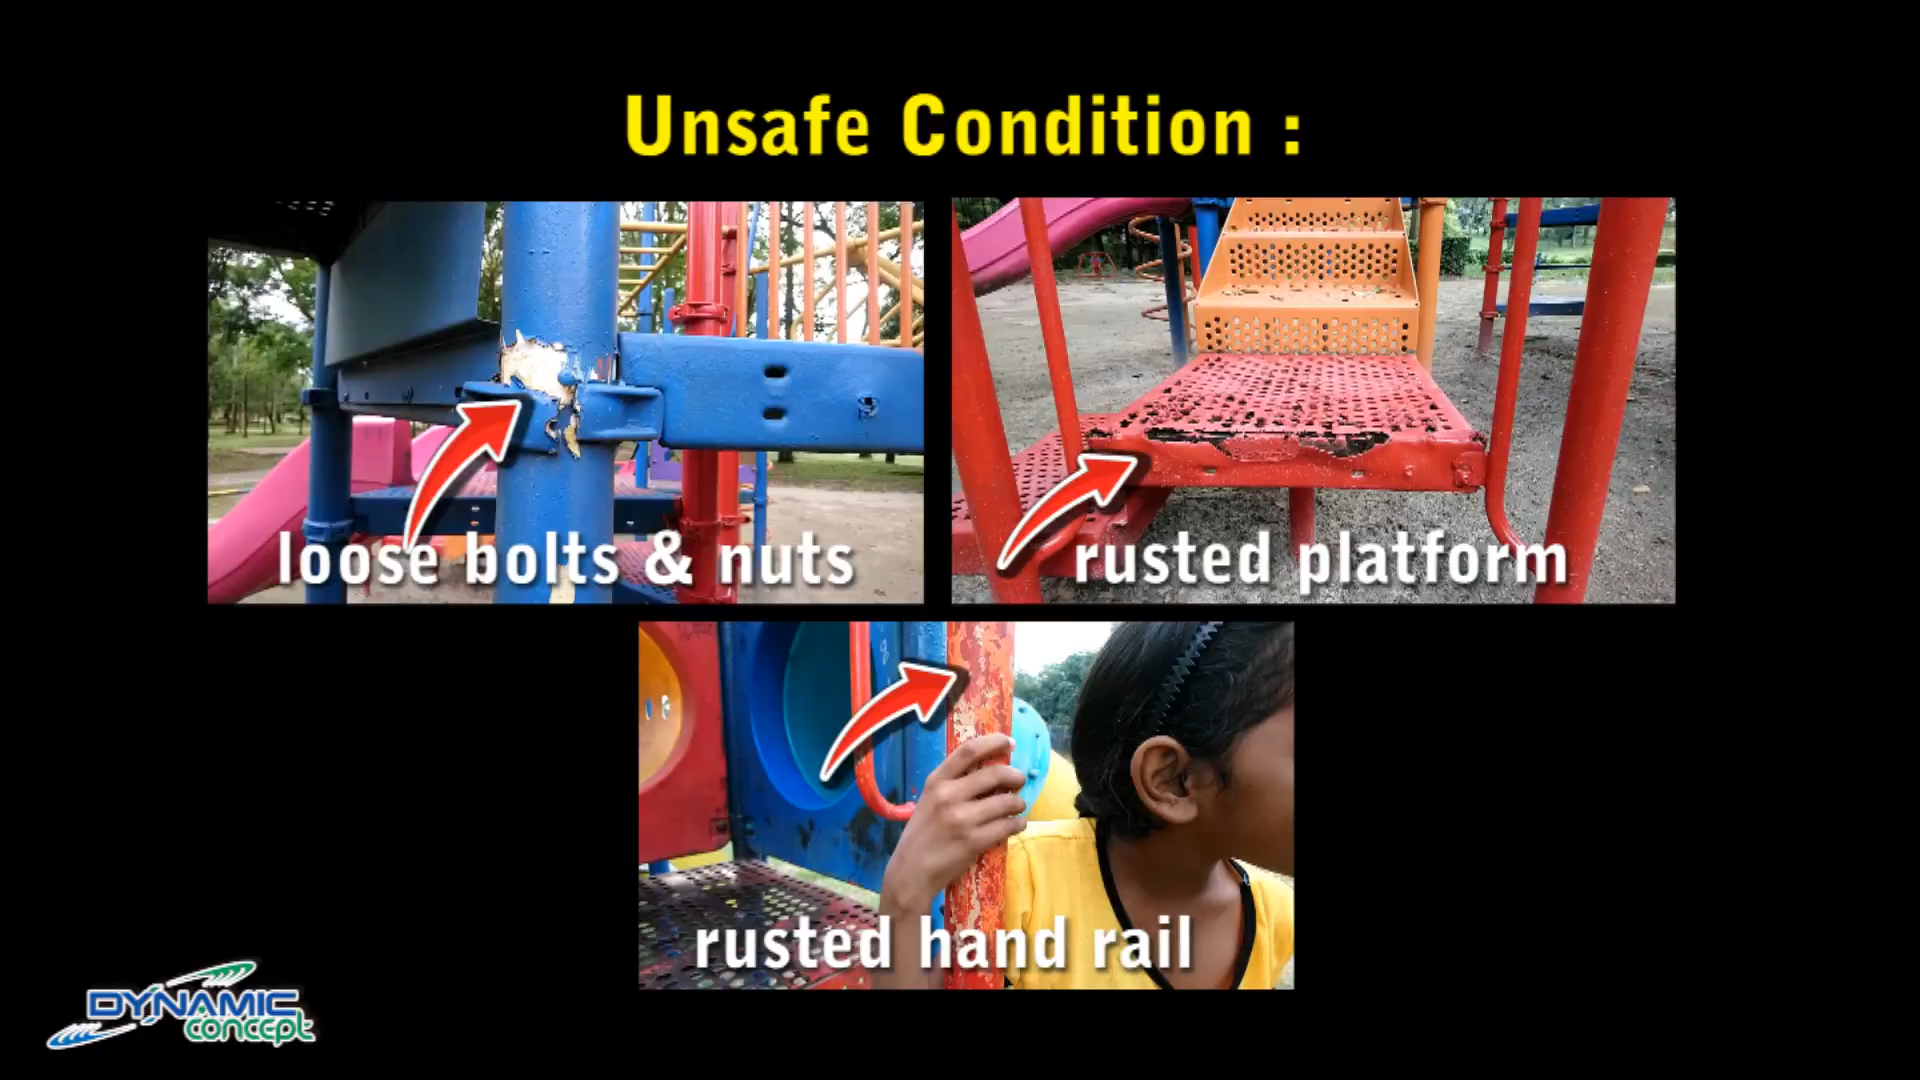 Unsafe Condition :
loose bolts & nuts
rusted platform
rusted hand rail
DYNAMIC
concept